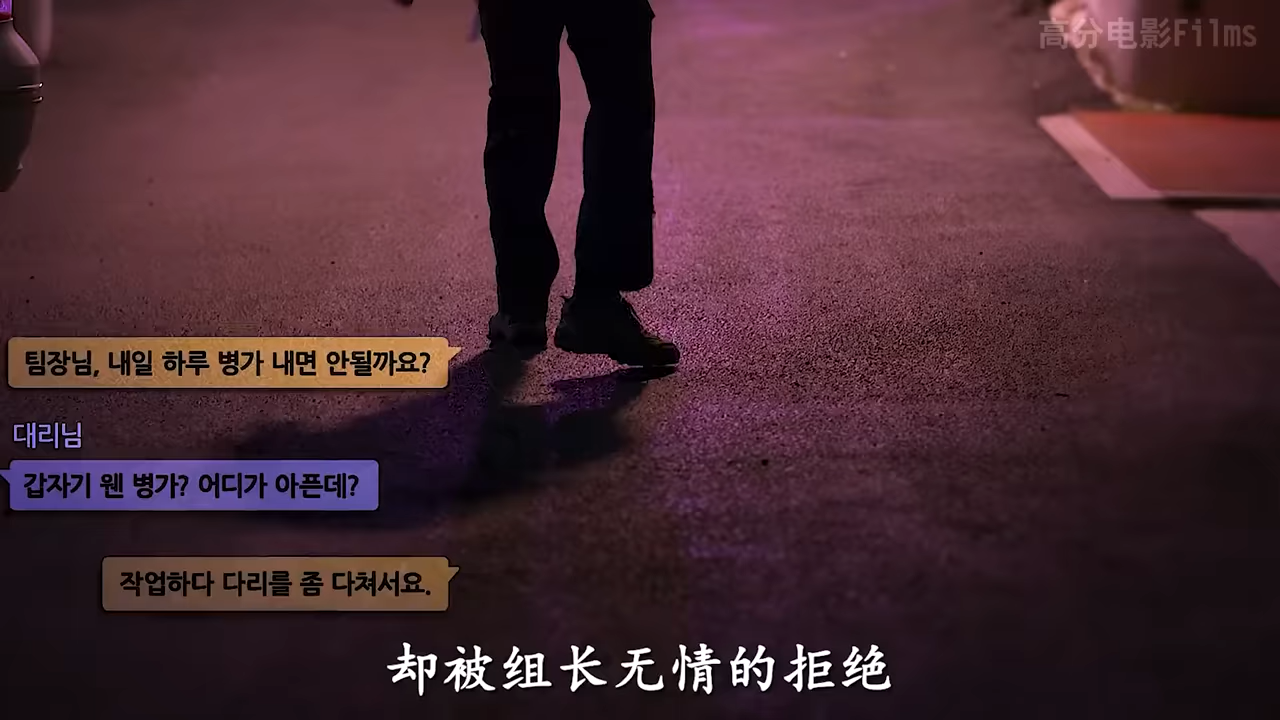 高分电影Films
팀장님, 내일 하루 병가 내면 안될까요?
대리님
갑자기 웬 병가? 어디가 아픈데?
작업하다 다리를 좀 다쳐서요.
却被组长无情的拒绝